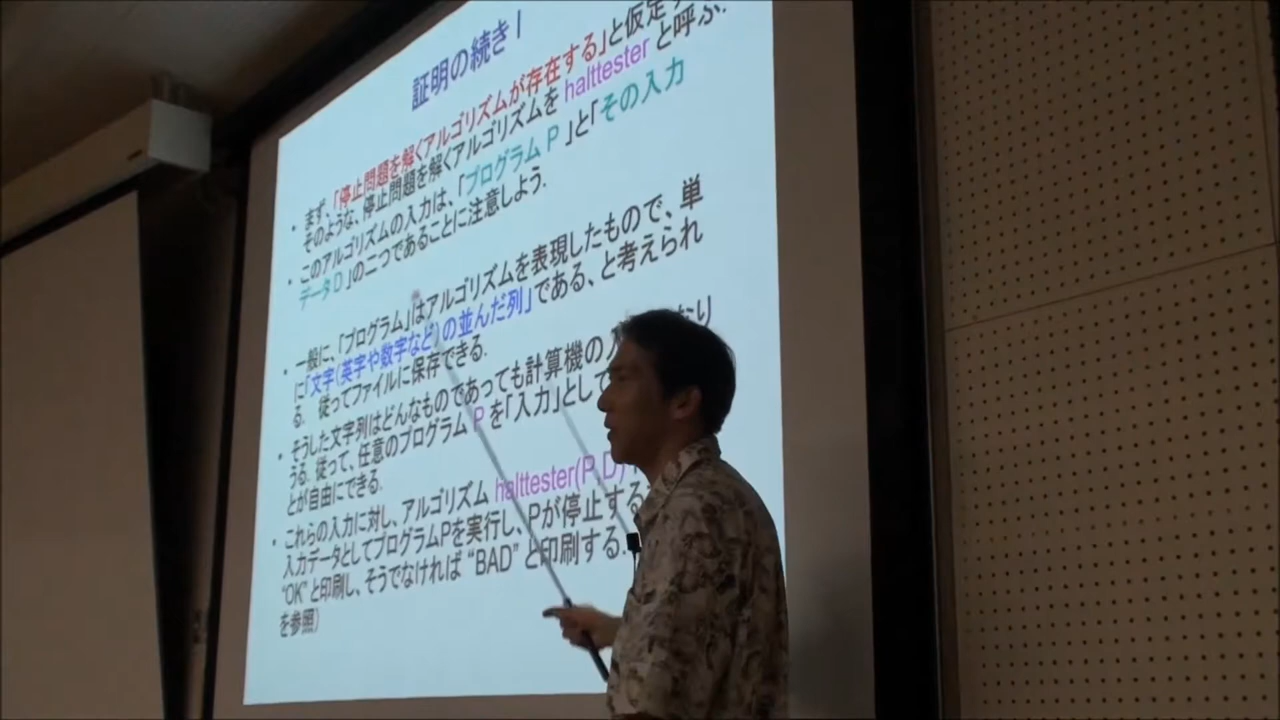 証明の続き I
・ まず、「停止問題を解くアルゴリズムが存在する」と仮定
そのような、停止問題を解くアルゴリズムを halttester と呼ぶ.
・ このアルゴリズムの入力は、「プログラム P 」と「その入力
データ D 」の二つであることに注意しよう.
・ 一般に、「プログラム」はアルゴリズムを表現したもので、単
に「文字(英字や数字など)の並んだ列」である、と考えられ
る. 従ってファイルに保存できる.
・ そうした文字列はどんなものであっても計算機の なり
うる. 従って、任意のプログラム P を「入力」として
とが自由にできる.
・ これらの入力に対し、アルゴリズム halttester(P,D)
入力データとしてプログラムPを実行し、Pが停止する
“OK” と印刷し、そうでなければ “BAD” と印刷する.
を参照)